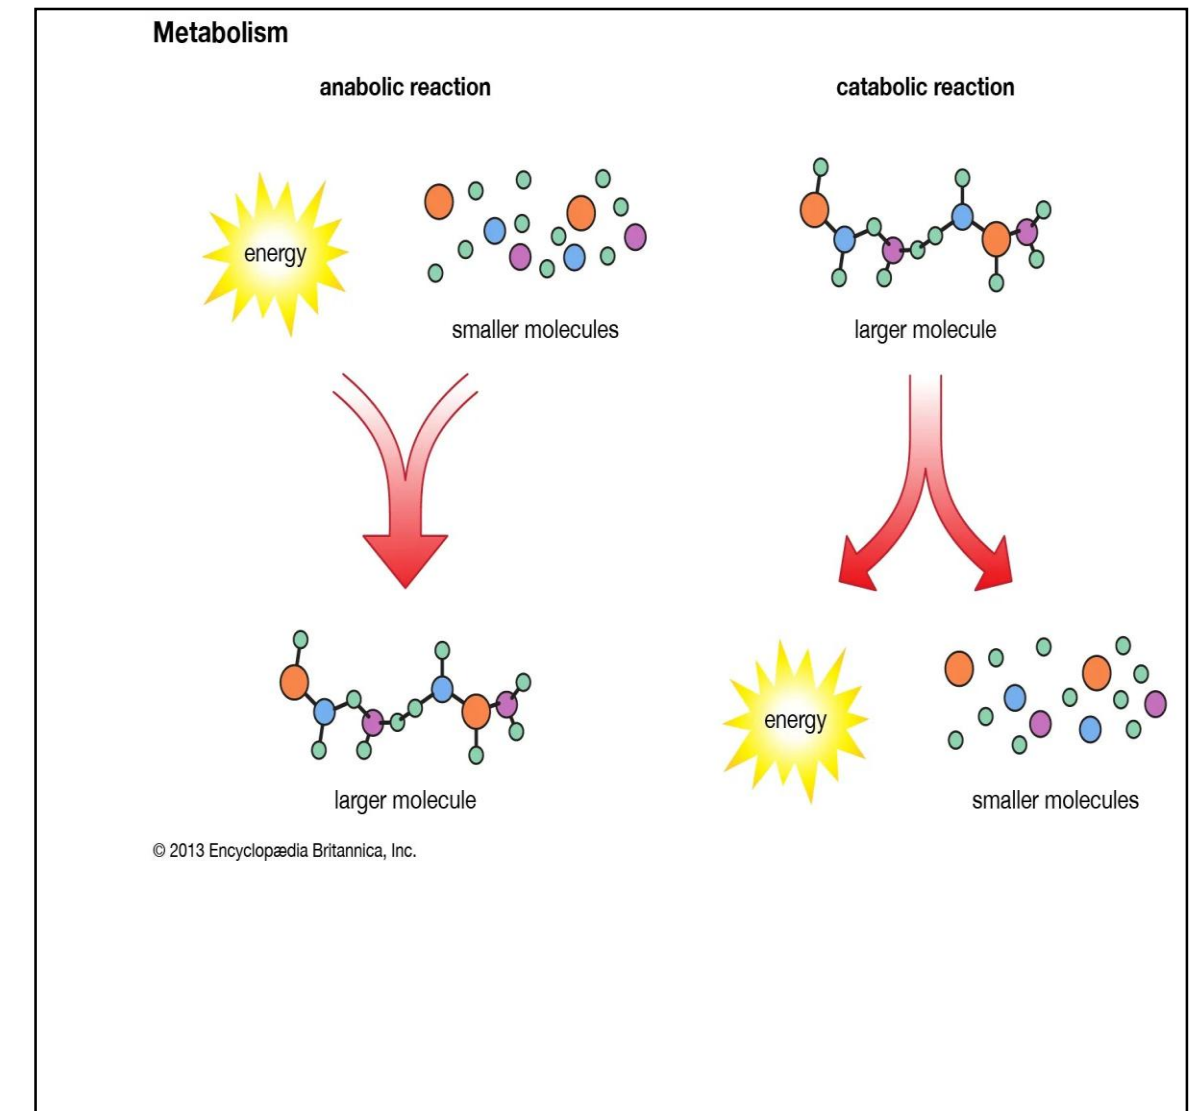 Metabolism
anabolic reaction
catabolic reaction
energy
smaller molecules
larger molecule
larger molecule
energy
smaller molecules
© 2013 Encyclopædia Britannica, Inc.